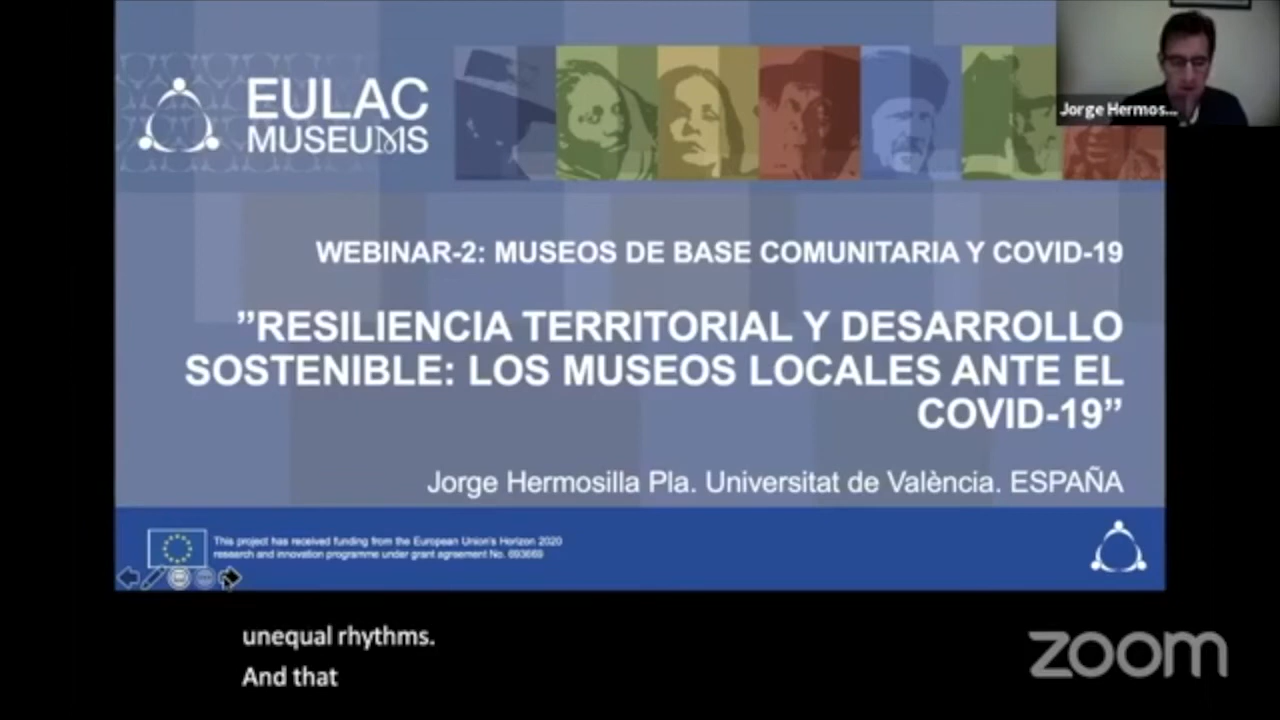 EULAC
MUSEUMS
Jorge Hermos...
WEBINAR-2: MUSEOS DE BASE COMUNITARIA Y COVID-19
”RESILIENCIA TERRITORIAL Y DESARROLLO
SOSTENIBLE: LOS MUSEOS LOCALES ANTE EL
COVID-19”
Jorge Hermosilla Pla. Universitat de València. ESPAÑA
This project has received funding from the European Union's Horizon 2020
research and innovation programme under grant agreement No. 693669
unequal rhythms.
And that
zoom